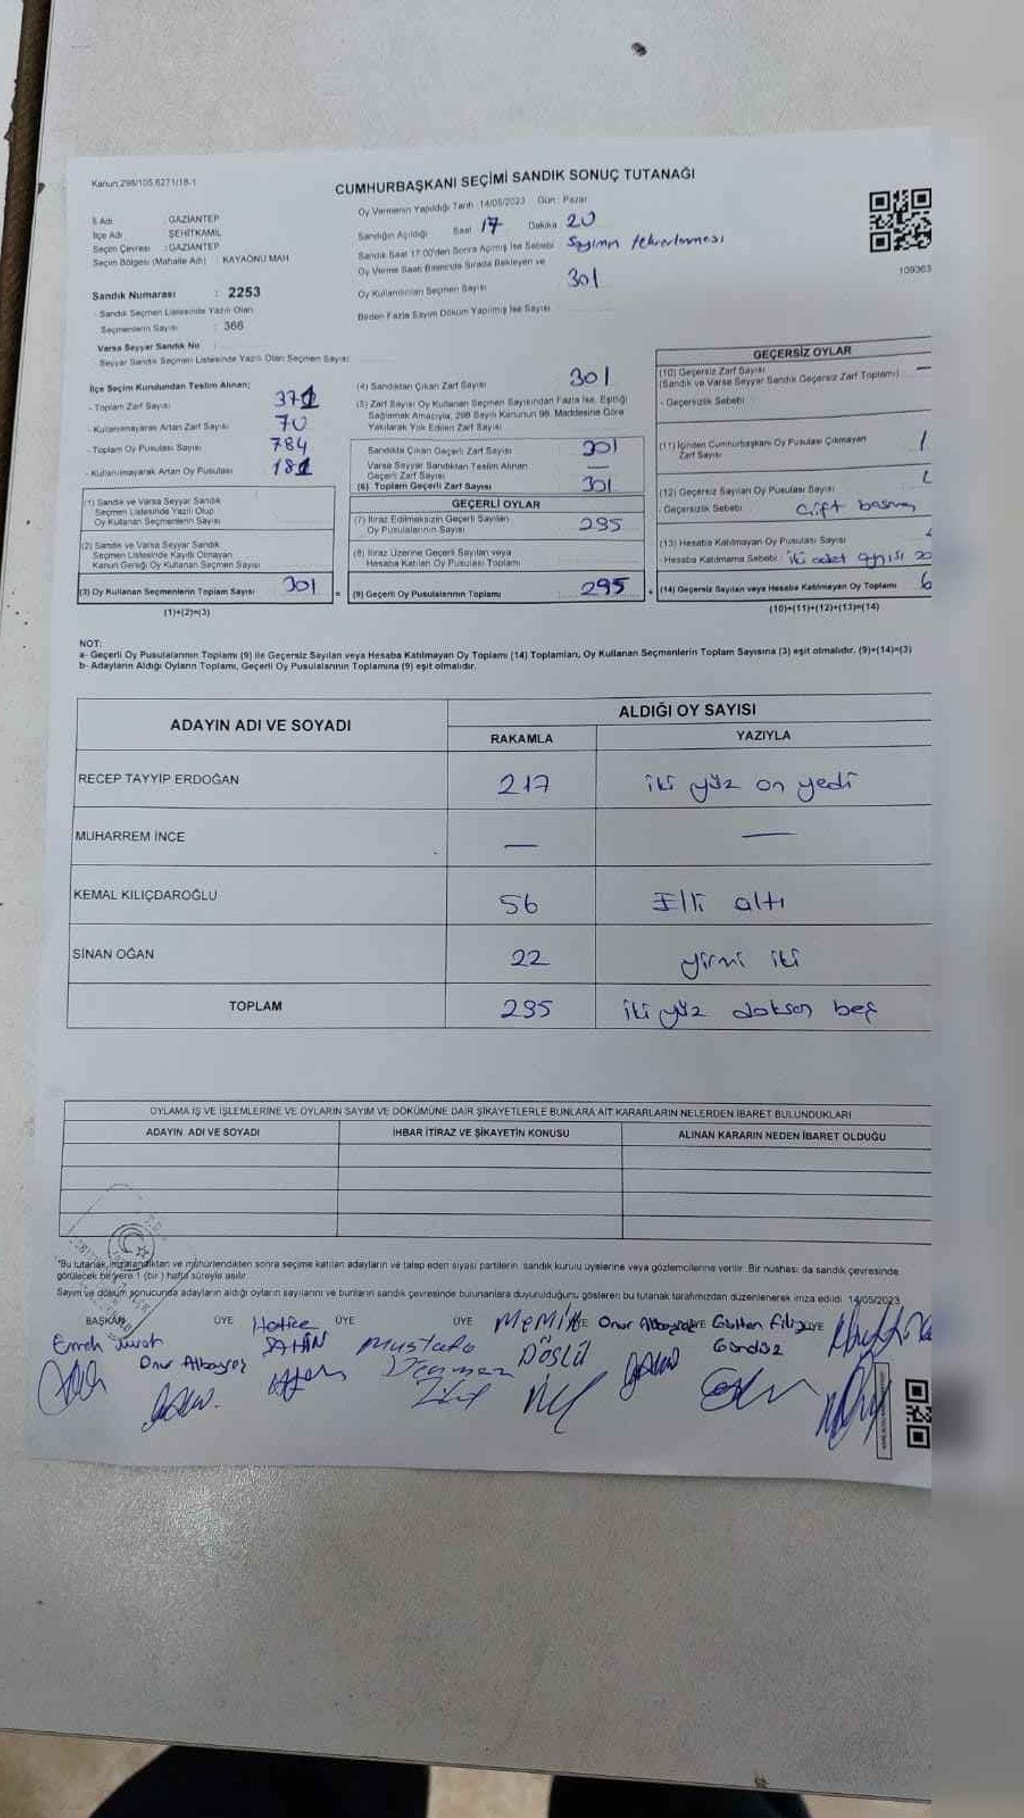 Kanun:298/105,6271/18-1
CUMHURBAŞKANI SEÇİMİ SANDIK SONUÇ TUTANAĞI
İl Adı : GAZİANTEP
İlçe Adı : ŞEHİTKAMİL
Seçim Çevresi : GAZİANTEP
Seçim Bölgesi (Mahalle Adı) : KAYAÖNÜ MAH
Oy Vermenin Yapıldığı Tarih :14/05/2023 Gün : Pazar
Sandığın Açıldığı Saat 17 Dakika 20
Sandık Saat 17.00'den Sonra Açılmış İse Sebebi Sayımın tekrarlanması
Oy Verme Saati Bitiminde Sırada Bekleyen ve
Oy Kullandırılan Seçmen Sayısı 301
Birden Fazla Sayım Döküm Yapılmış İse Sayısı
109363
Sandık Numarası : 2253
- Sandık Seçmen Listesinde Yazılı Olan
Seçmenlerin Sayısı : 366
Varsa Seyyar Sandık No
Seyyar Sandık Seçmen Listesinde Yazılı Olan Seçmen Sayısı:
İlçe Seçim Kurulundan Teslim Alınan;
- Toplam Zarf Sayısı 371
- Kullanılmayarak Artan Zarf Sayısı 70
- Toplam Oy Pusulası Sayısı 784
- Kullanılmayarak Artan Oy Pusulası 181
(1) Sandık ve Varsa Seyyar Sandık
Seçmen Listesinde Yazılı Olup
Oy Kullanan Seçmenlerin Sayısı
(2) Sandık ve Varsa Seyyar Sandık
Seçmen Listesinde Kayıtlı Olmayan
Kanun Gereği Oy Kullanan Seçmen Sayısı
(3) Oy Kullanan Seçmenlerin Toplam Sayısı 301 =
(1)+(2)=(3)
(4) Sandıktan Çıkan Zarf Sayısı 301
(5) Zarf Sayısı Oy Kullanan Seçmen Sayısından Fazla İse, Eşitliği
Sağlamak Amacıyla, 298 Sayılı Kanunun 98. Maddesine Göre
Yakılarak Yok Edilen Zarf Sayısı
Sandıkta Çıkan Geçerli Zarf Sayısı 301
Varsa Seyyar Sandıktan Teslim Alınan
Geçerli Zarf Sayısı —
(6) Toplam Geçerli Zarf Sayısı 301
GEÇERLİ OYLAR
(7) İtiraz Edilmeksizin Geçerli Sayılan
Oy Pusulalarının Sayısı 295
(8) İtiraz Üzerine Geçerli Sayılan veya
Hesaba Katılan Oy Pusulası Toplamı
(9) Geçerli Oy Pusulalarının Toplamı : 295 +
GEÇERSİZ OYLAR
(10) Geçersiz Zarf Sayısı —
(Sandık ve Varsa Seyyar Sandık Geçersiz Zarf Toplamı)
- Geçersizlik Sebebi
(11) İçinden Cumhurbaşkanı Oy Pusulası Çıkmayan
Zarf Sayısı 1
(12) Geçersiz Sayılan Oy Pusulası Sayısı
- Geçersizlik Sebebi Çift basma
(13) Hesaba Katılmayan Oy Pusulası Sayısı
- Hesaba Katılmama Sebebi iki adet aynısı
(14) Geçersiz Sayılan veya Hesaba Katılmayan Oy Toplamı 6
(10)+(11)+(12)+(13)=(14)
NOT:
a- Geçerli Oy Pusulalarının Toplamı (9) ile Geçersiz Sayılan veya Hesaba Katılmayan Oy Toplamı (14) Toplamları, Oy Kullanan Seçmenlerin Toplam Sayısına (3) eşit olmalıdır. (9)+(14)=(3)
b- Adayların Aldığı Oyların Toplamı, Geçerli Oy Pusulalarının Toplamına (9) eşit olmalıdır.
ADAYIN ADI VE SOYADI ALDIĞI OY SAYISI
RAKAMLA YAZIYLA
RECEP TAYYİP ERDOĞAN 217 iki yüz on yedi
MUHARREM İNCE — —
KEMAL KILIÇDAROĞLU 56 Elli altı
SİNAN OĞAN 22 yirmi iki
TOPLAM 295 iki yüz doksan beş
OYLAMA İŞ VE İŞLEMLERİNE VE OYLARIN SAYIM VE DÖKÜMÜNE DAİR ŞİKAYETLERLE BUNLARA AİT KARARLARIN NELERDEN İBARET BULUNDUKLARI
ADAYIN ADI VE SOYADI İHBAR İTİRAZ VE ŞİKAYETİN KONUSU ALINAN KARARIN NEDEN İBARET OLDUĞU
*Bu tutanak, imzalandıktan ve mühürlendikten sonra seçime katılan adayların ve talep eden siyasi partilerin sandık kurulu üyelerine veya gözlemcilerine verilir. Bir nüshası da sandık çevresinde
görülecek bir yere 1 (bir ) hafta süreyle asılır.
Sayım ve döküm sonucunda adayların aldığı oyların sayılarını ve bunların sandık çevresinde bulunanlara duyurulduğunu gösteren bu tutanak tarafımızdan düzenlenerek imza edildi. 14/05/2023
BAŞKAN ÜYE Hatice ÜYE ÜYE MEMİŞ Onur Gülten Filiz ÜYE
ŞAHİN Mustafa DÖŞLÜ Gündüz
Onur